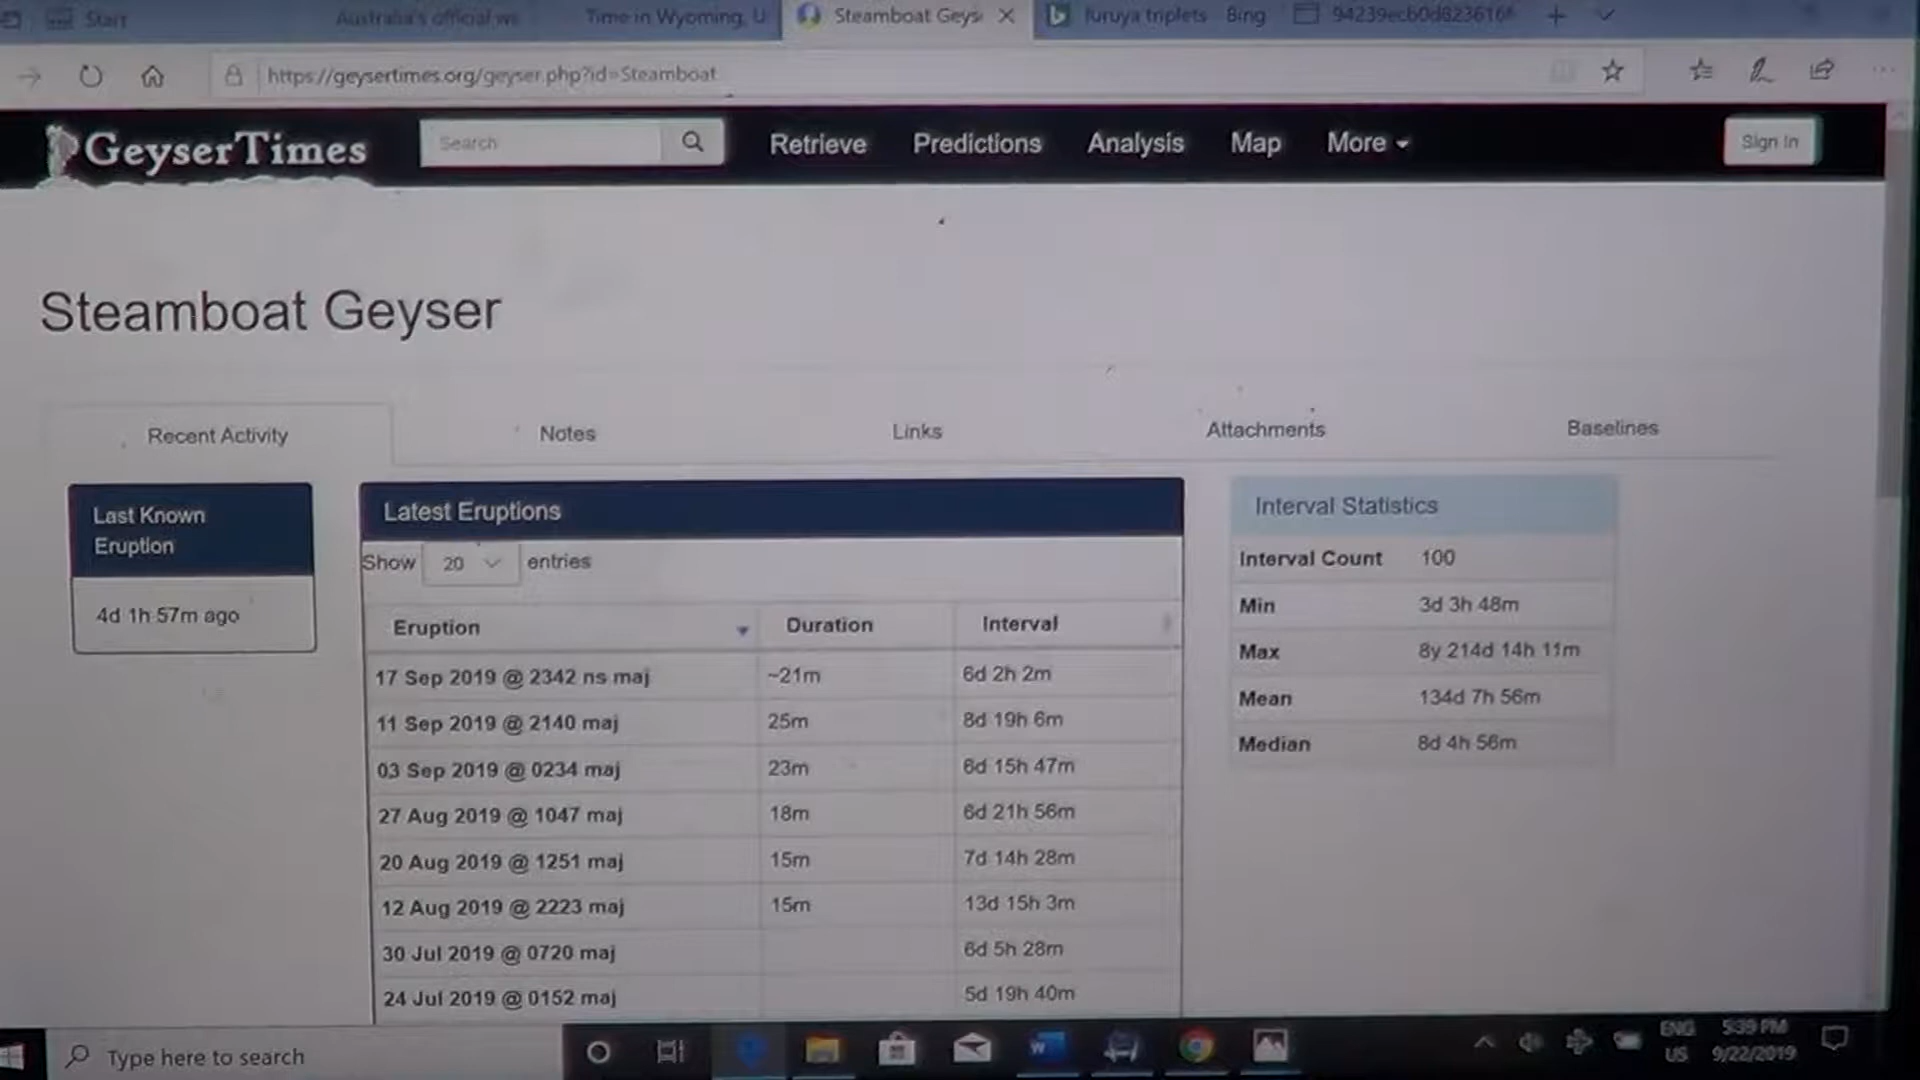 Start
Australia's official we
Time in Wyoming, U
Steamboat Geys
furuya triplets Bing
https://geysertimes.org/geyser.php?id=Steamboat
GeyserTimes
Search
Retrieve
Predictions
Analysis
Map
More
Sign In
Steamboat Geyser
Recent Activity
Notes
Links
Attachments
Baselines
Last Known
Eruption
4d 1h 57m ago
Latest Eruptions
Show 20 entries
Eruption Duration Interval
17 Sep 2019 @ 2342 ns maj ~21m 6d 2h 2m
11 Sep 2019 @ 2140 maj 25m 8d 19h 6m
03 Sep 2019 @ 0234 maj 23m 6d 15h 47m
27 Aug 2019 @ 1047 maj 18m 6d 21h 56m
20 Aug 2019 @ 1251 maj 15m 7d 14h 28m
12 Aug 2019 @ 2223 maj 15m 13d 15h 3m
30 Jul 2019 @ 0720 maj 6d 5h 28m
24 Jul 2019 @ 0152 maj 5d 19h 40m
Interval Statistics
Interval Count 100
Min 3d 3h 48m
Max 8y 214d 14h 11m
Mean 134d 7h 56m
Median 8d 4h 56m
Type here to search
ENG
US
5:39 PM
9/22/2019